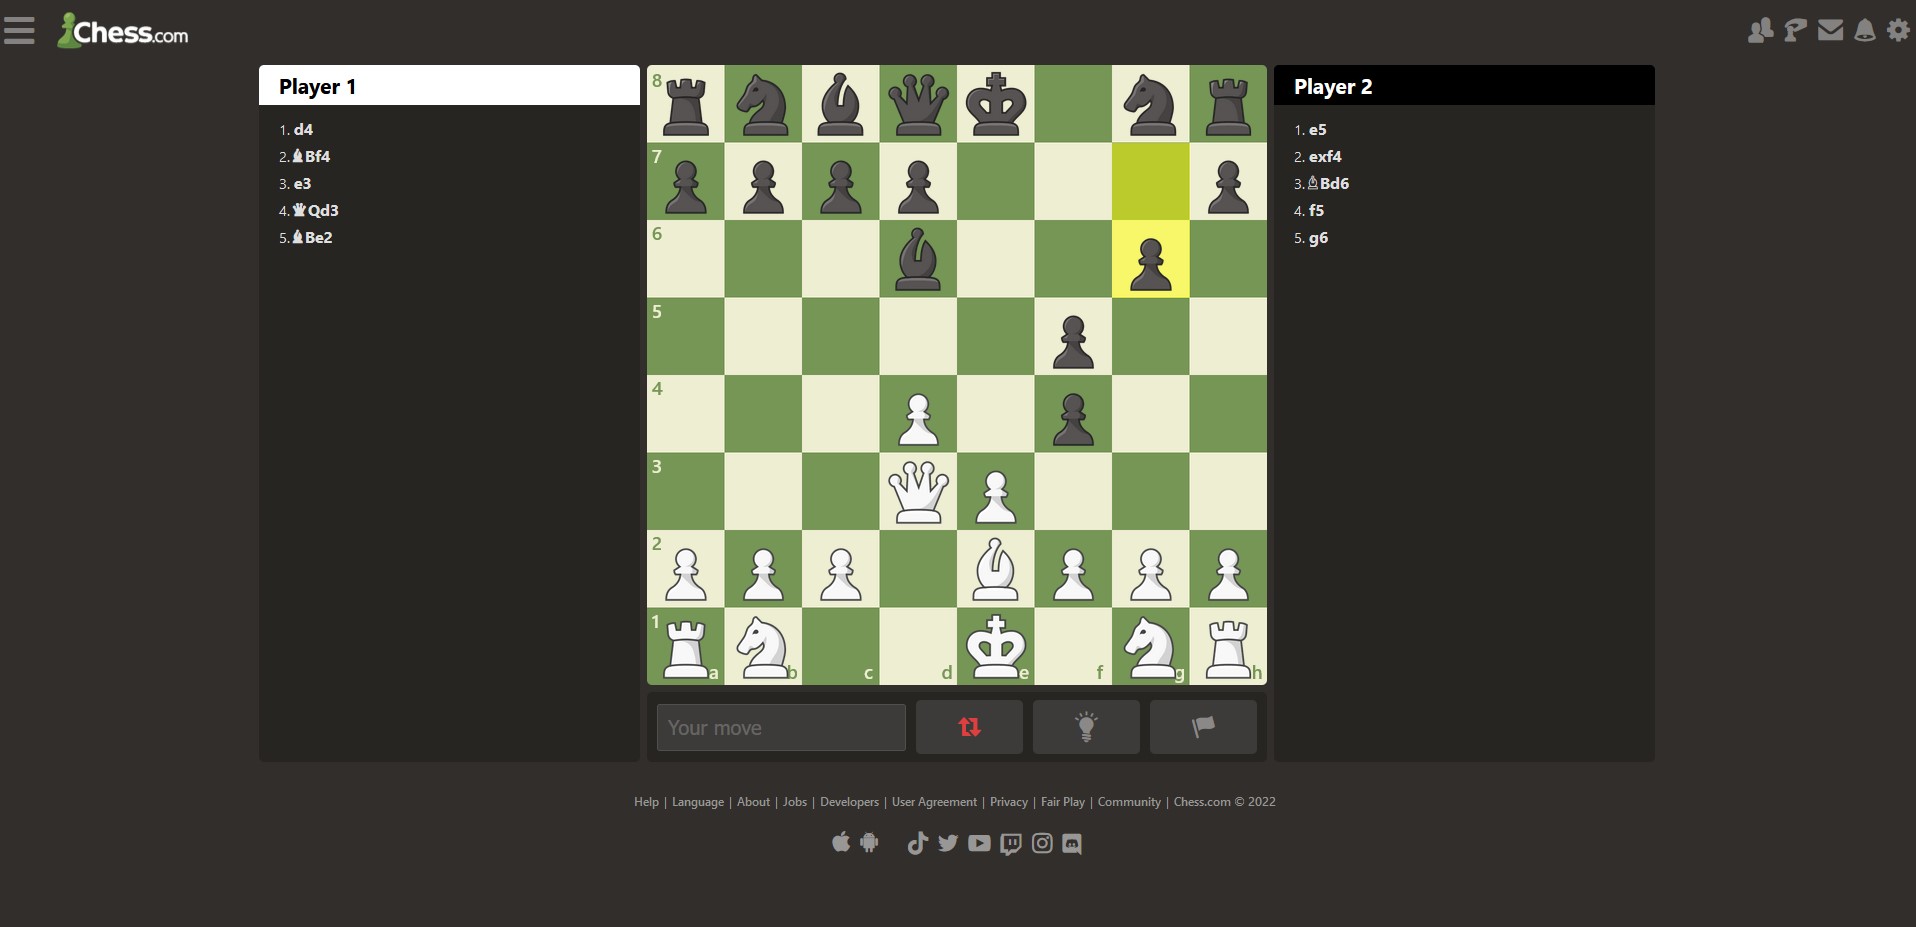 Chess.com
Player 1
1. d4
2. Bf4
3. e3
4. Qd3
5. Be2
8
7
6
5
4
3
2
1
a b c d e f g h
Your move
Player 2
1. e5
2. exf4
3. Bd6
4. f5
5. g6
Help | Language | About | Jobs | Developers | User Agreement | Privacy | Fair Play | Community | Chess.com © 2022